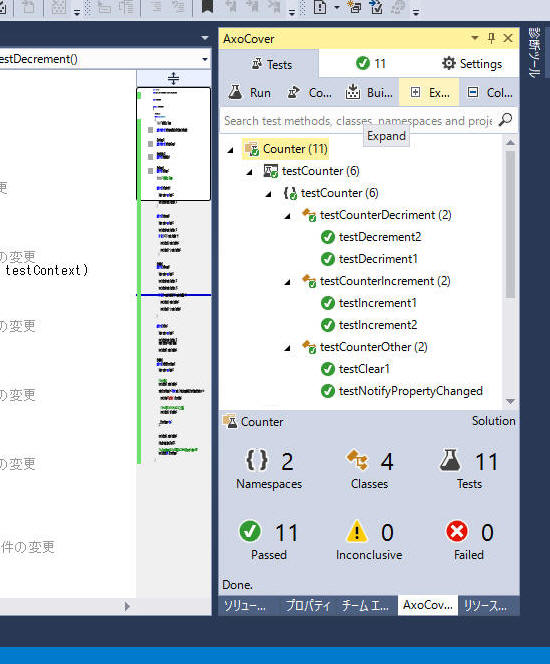 estDecrement()
更
の変更
testContext)
の変更
の変更
の変更
件の変更
AxoCover
Tests
11
Settings
Run
Co...
Bui...
Ex...
Col...
Search test methods, classes, namespaces and proje
Expand
Counter (11)
testCounter (6)
testCounter (6)
testCounterDecriment (2)
testDecrement2
testDecriment1
testCounterIncrement (2)
testIncrement1
testIncrement2
testCounterOther (2)
testClear1
testNotifyPropertyChanged
Counter
Solution
{} 2
Namespaces
4
Classes
11
Tests
11
Passed
0
Inconclusive
0
Failed
Done.
ソリュー...
プロパティ
チーム エ...
AxoCov...
リソース...
診断ツール